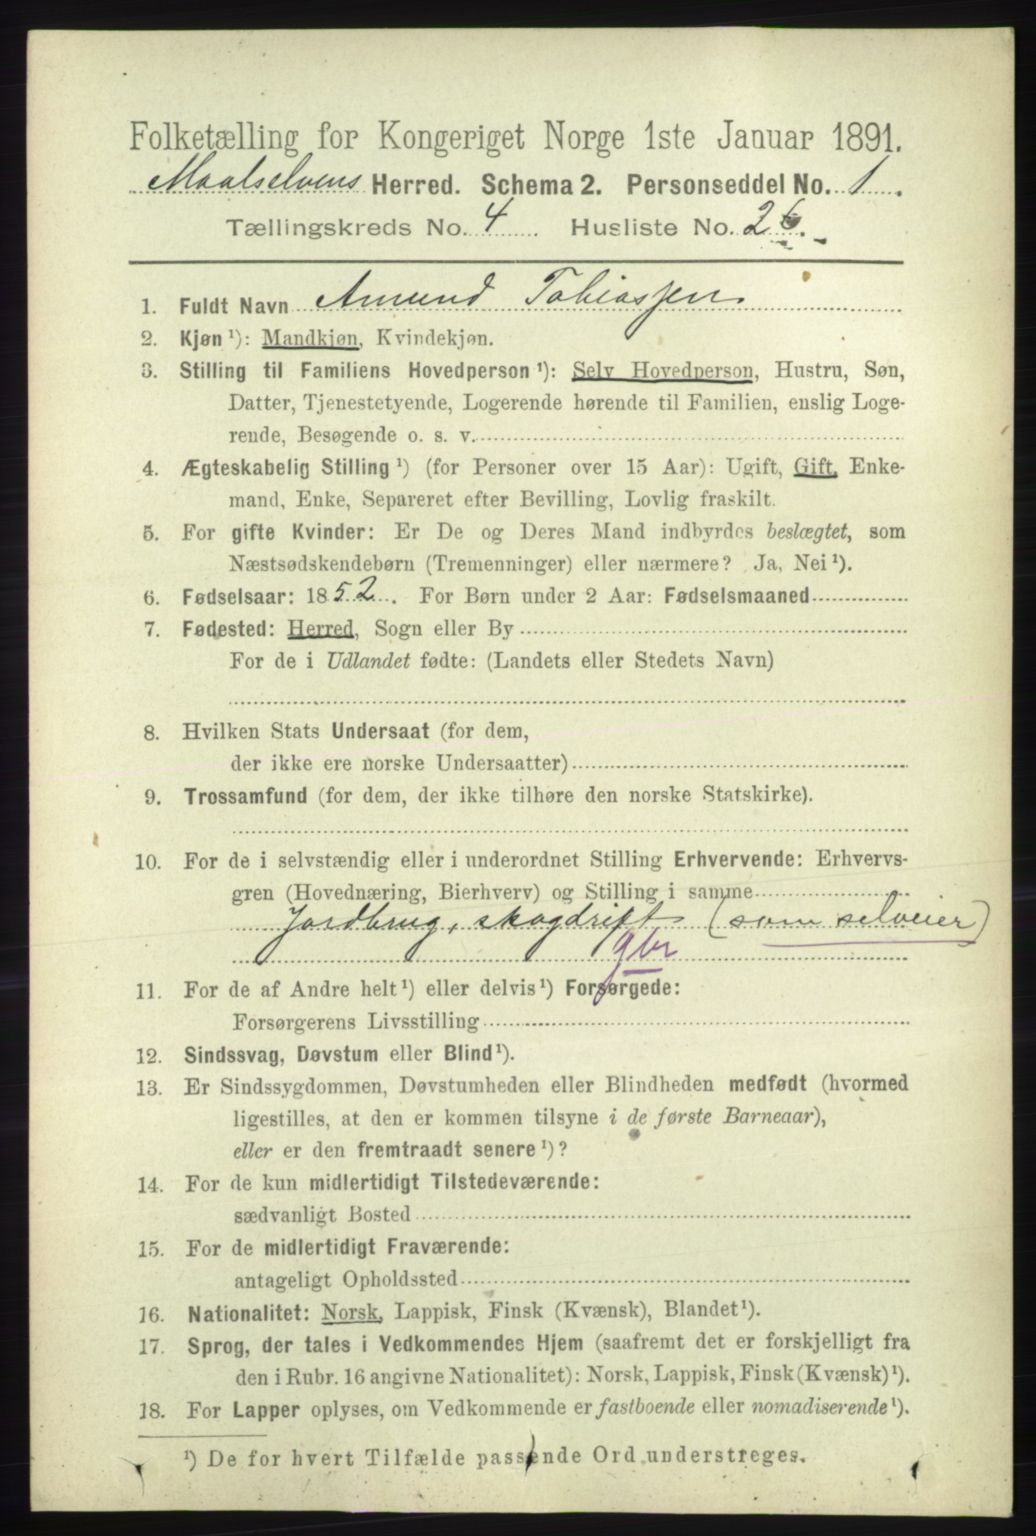 Folketælling for Kongeriget Norge 1ste Januar 1891.
Maalselvens Herred. Schema 2. Personseddel No. 1.
Tællingskreds No. 4 Husliste No. 26.
1. Fuldt Navn Amund Tobiassen
2. Kjøn ¹): Mandkjøn, Kvindekjøn.
3. Stilling til Familiens Hovedperson ¹): Selv Hovedperson, Hustru, Søn,
Datter, Tjenestetyende, Logerende hørende til Familien, enslig Loge-
rende, Besøgende o. s. v.
4. Ægteskabelig Stilling ¹) (for Personer over 15 Aar): Ugift, Gift, Enke-
mand, Enke, Separeret efter Bevilling, Lovlig fraskilt.
5. For gifte Kvinder: Er De og Deres Mand indbyrdes beslægtet, som
Næstsødskendebørn (Tremenninger) eller nærmere? Ja, Nei ¹).
6. Fødselsaar: 1852. For Børn under 2 Aar: Fødselsmaaned
7. Fødested: Herred, Sogn eller By
For de i Udlandet fødte: (Landets eller Stedets Navn)
8. Hvilken Stats Undersaat (for dem,
der ikke ere norske Undersaatter)
9. Trossamfund (for dem, der ikke tilhøre den norske Statskirke).
10. For de i selvstændig eller i underordnet Stilling Erhvervende: Erhvervs-
gren (Hovednæring, Bierhverv) og Stilling i samme
Jordbrug, skogdrift (som selveier)
gbr
11. For de af Andre helt ¹) eller delvis ¹) Forsørgede:
Forsørgerens Livsstilling
12. Sindssvag, Døvstum eller Blind ¹).
13. Er Sindssygdommen, Døvstumheden eller Blindheden medfødt (hvormed
ligestilles, at den er kommen tilsyne i de første Barneaar),
eller er den fremtraadt senere ¹)?
14. For de kun midlertidigt Tilstedeværende:
sædvanligt Bosted
15. For de midlertidigt Fraværende:
antageligt Opholdssted
16. Nationalitet: Norsk, Lappisk, Finsk (Kvænsk), Blandet ¹).
17. Sprog, der tales i Vedkommendes Hjem (saafremt det er forskjelligt fra
den i Rubr. 16 angivne Nationalitet): Norsk, Lappisk, Finsk (Kvænsk) ¹).
18. For Lapper oplyses, om Vedkommende er fastboende eller nomadiserende ¹).
¹) De for hvert Tilfælde passende Ord understreges.